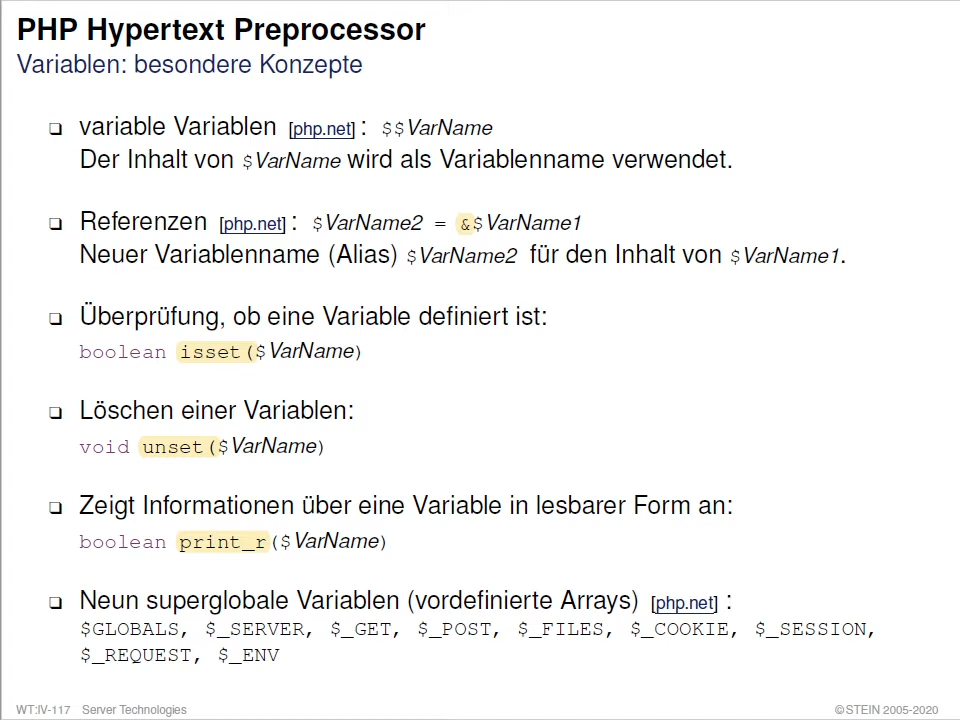 PHP Hypertext Preprocessor
Variablen: besondere Konzepte
❑ variable Variablen [php.net] : $$VarName
Der Inhalt von $VarName wird als Variablenname verwendet.
❑ Referenzen [php.net] : $VarName2 = &$VarName1
Neuer Variablenname (Alias) $VarName2 für den Inhalt von $VarName1.
❑ Überprüfung, ob eine Variable definiert ist:
boolean isset($VarName)
❑ Löschen einer Variablen:
void unset($VarName)
❑ Zeigt Informationen über eine Variable in lesbarer Form an:
boolean print_r($VarName)
❑ Neun superglobale Variablen (vordefinierte Arrays) [php.net] :
$GLOBALS, $_SERVER, $_GET, $_POST, $_FILES, $_COOKIE, $_SESSION,
$_REQUEST, $_ENV
WT:IV-117 Server Technologies ©STEIN 2005-2020